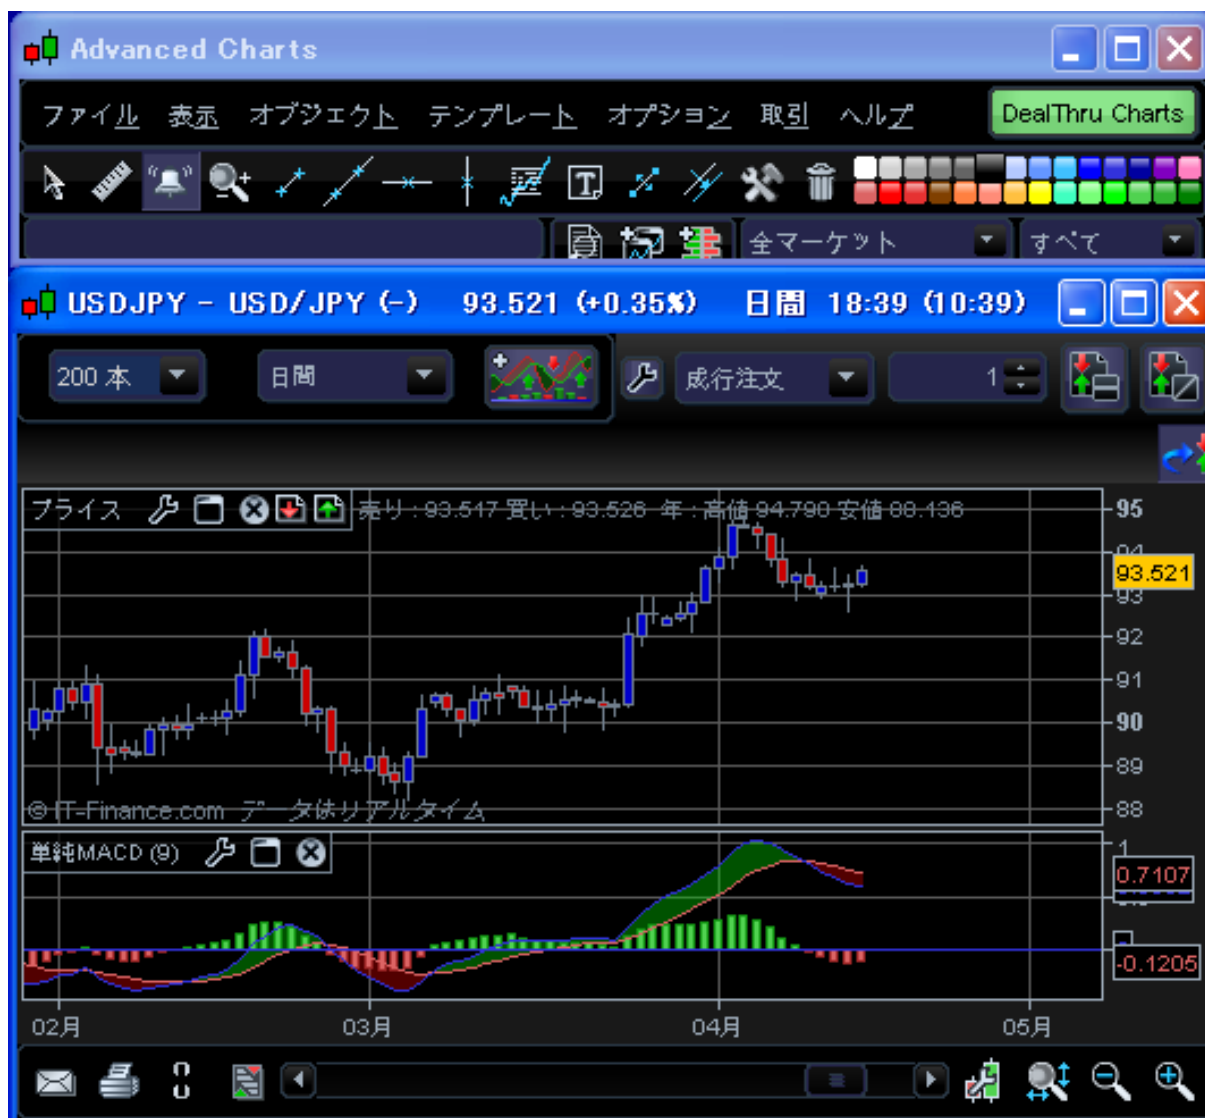 Advanced Charts
ファイル 表示 オブジェクト テンプレート オプション 取引 ヘルプ DealThru Charts
全マーケット すべて
USDJPY - USD/JPY (-) 93.521 (+0.35%) 日間 18:39 (10:39)
200 本 日間 成行注文 1
プライス 売り : 93.517 買い : 93.526 年 : 高値 94.790 安値 88.136
95
94
93.521
93
92
91
90
89
88
© IT-Finance.com データはリアルタイム
単純MACD (9)
1
0.7107
-0.1205
02月 03月 04月 05月